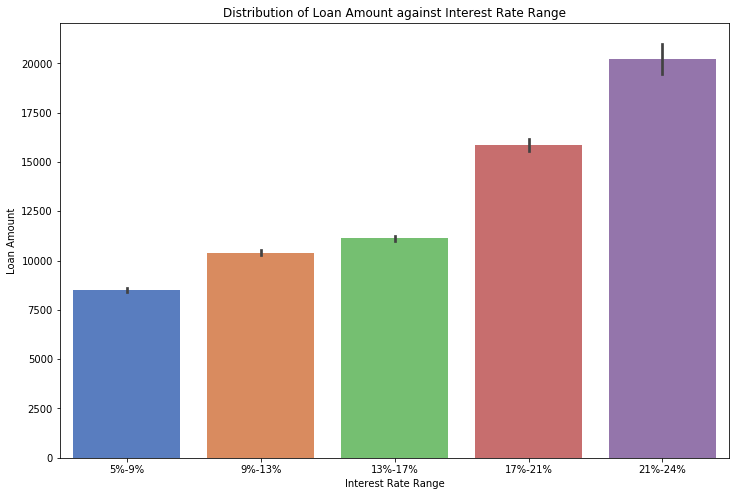 Distribution of Loan Amount against Interest Rate Range
20000
17500
15000
12500
10000
7500
5000
2500
0
Loan Amount
5%-9% 9%-13% 13%-17% 17%-21% 21%-24%
Interest Rate Range